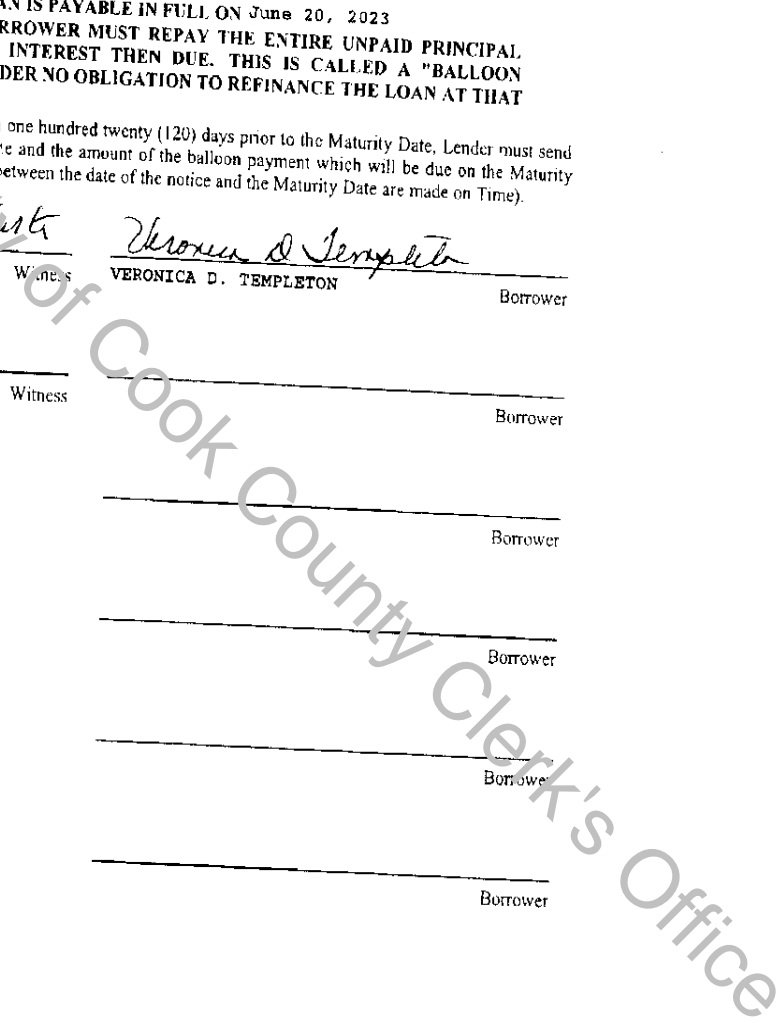 AN IS PAYABLE IN FULL ON June 20, 2023
RROWER MUST REPAY THE ENTIRE UNPAID PRINCIPAL
INTEREST THEN DUE. THIS IS CALLED A "BALLOON
DER NO OBLIGATION TO REFINANCE THE LOAN AT THAT
one hundred twenty (120) days prior to the Maturity Date, Lender must send
e and the amount of the balloon payment which will be due on the Maturity
between the date of the notice and the Maturity Date are made on Time).
Veronica D Templeton
Witness VERONICA D. TEMPLETON Borrower
Witness Borrower
Borrower
Borrower
Borrower
Borrower
of Cook County Clerk's Office